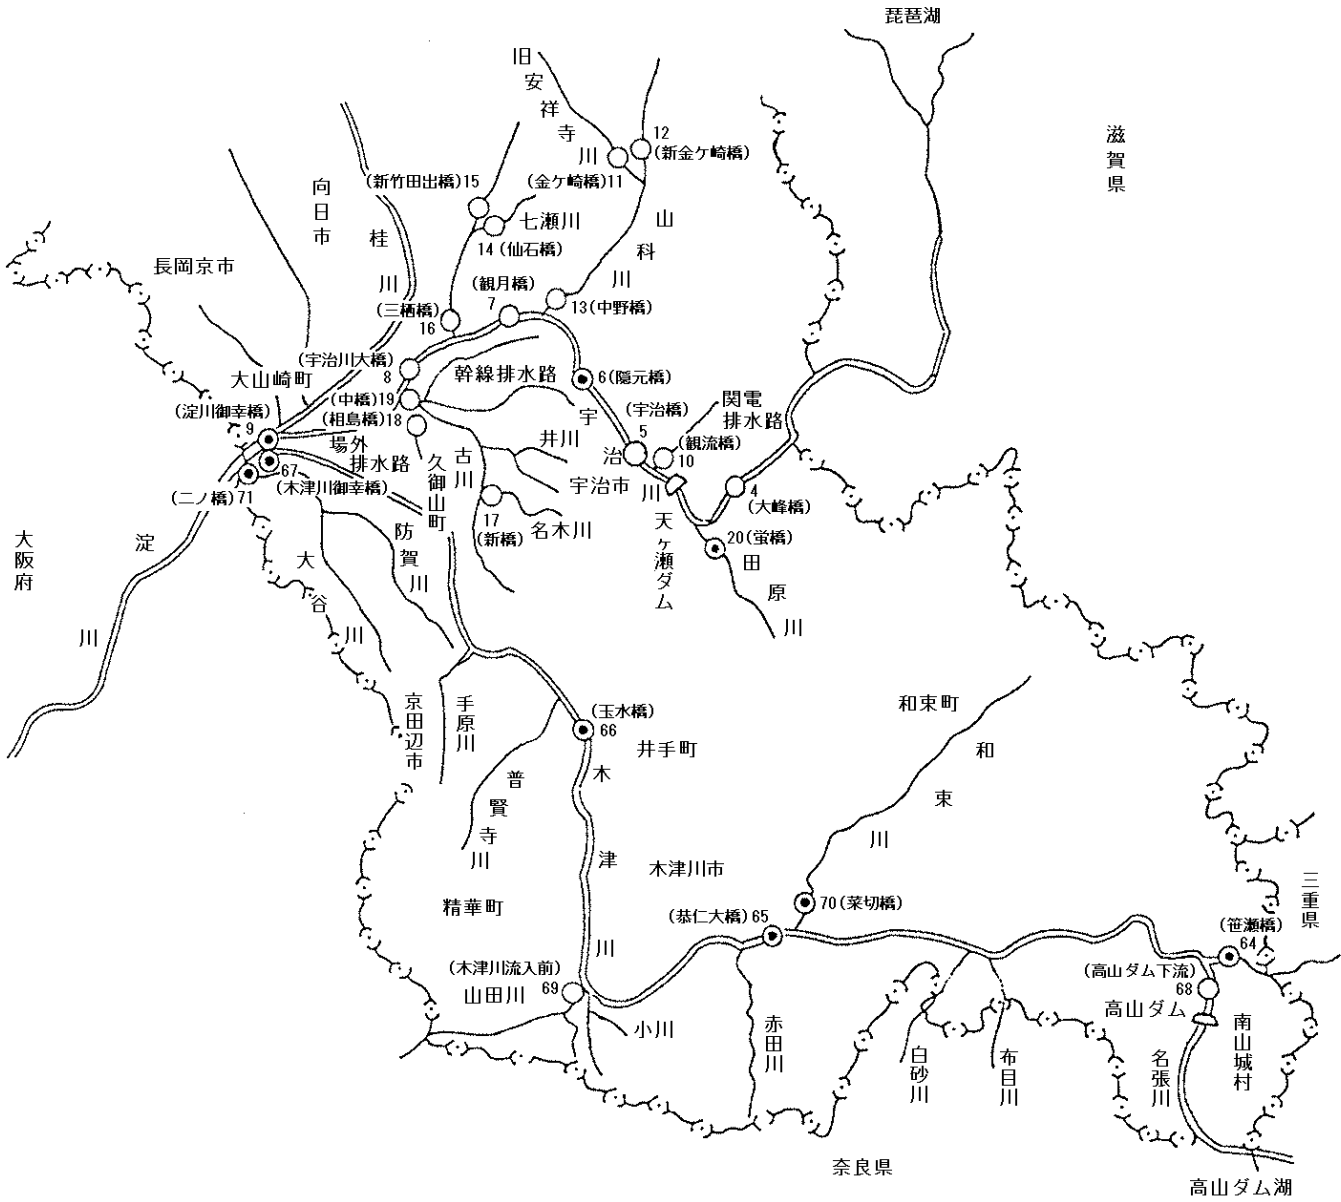 琵琶湖
滋賀県
旧安祥寺川
12
(新金ケ崎橋)
(金ケ崎橋)11
(新竹田出橋)15
向日市
桂川
七瀬川
14(仙石橋)
山科川
長岡京市
(観月橋)
7
13(中野橋)
(三栖橋)
16
(宇治川大橋)
8
幹線排水路
6(隠元橋)
大山崎町
(中橋)19
(相島橋)18
(淀川御幸橋)
9
関電
排水路
(宇治橋)
5
(観流橋)
10
宇治川
井川
場外
排水路
67
(木津川御幸橋)
(二ノ橋)71
久御山町
古川
宇治市
17
(新橋)
名木川
4
(大峰橋)
天ヶ瀬ダム
20(蛍橋)
田原川
大阪府
淀川
防賀川
大谷川
京田辺市
手原川
(玉水橋)
66
井手町
和束町
和束川
普賢寺川
木津川
木津川市
精華町
70(菜切橋)
(恭仁大橋)65
三重県
(笹瀬橋)
64
(高山ダム下流)
68
高山ダム
(木津川流入前)
69
山田川
小川
赤田川
白砂川
布目川
名張川
南山城村
奈良県
高山ダム湖